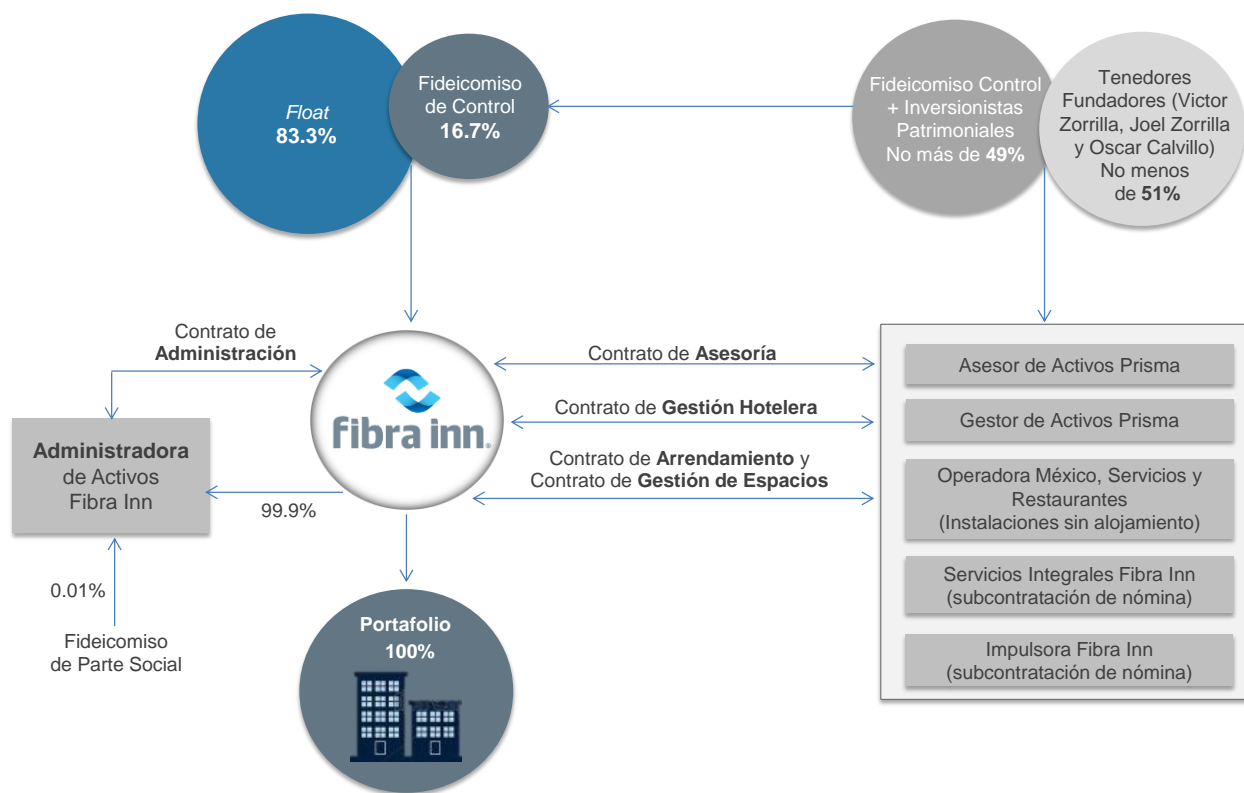 Float
83.3%
Fideicomiso
de Control
16.7%
Fideicomiso Control
+ Inversionistas
Patrimoniales
No más de 49%
Tenedores
Fundadores (Victor
Zorrilla, Joel Zorrilla
y Oscar Calvillo)
No menos
de 51%
Contrato de
Administración
fibra inn®
Contrato de Asesoría
Contrato de Gestión Hotelera
Contrato de Arrendamiento y
Contrato de Gestión de Espacios
Administradora
de Activos
Fibra Inn
99.9%
0.01%
Fideicomiso
de Parte Social
Portafolio
100%
Asesor de Activos Prisma
Gestor de Activos Prisma
Operadora México, Servicios y
Restaurantes
(Instalaciones sin alojamiento)
Servicios Integrales Fibra Inn
(subcontratación de nómina)
Impulsora Fibra Inn
(subcontratación de nómina)